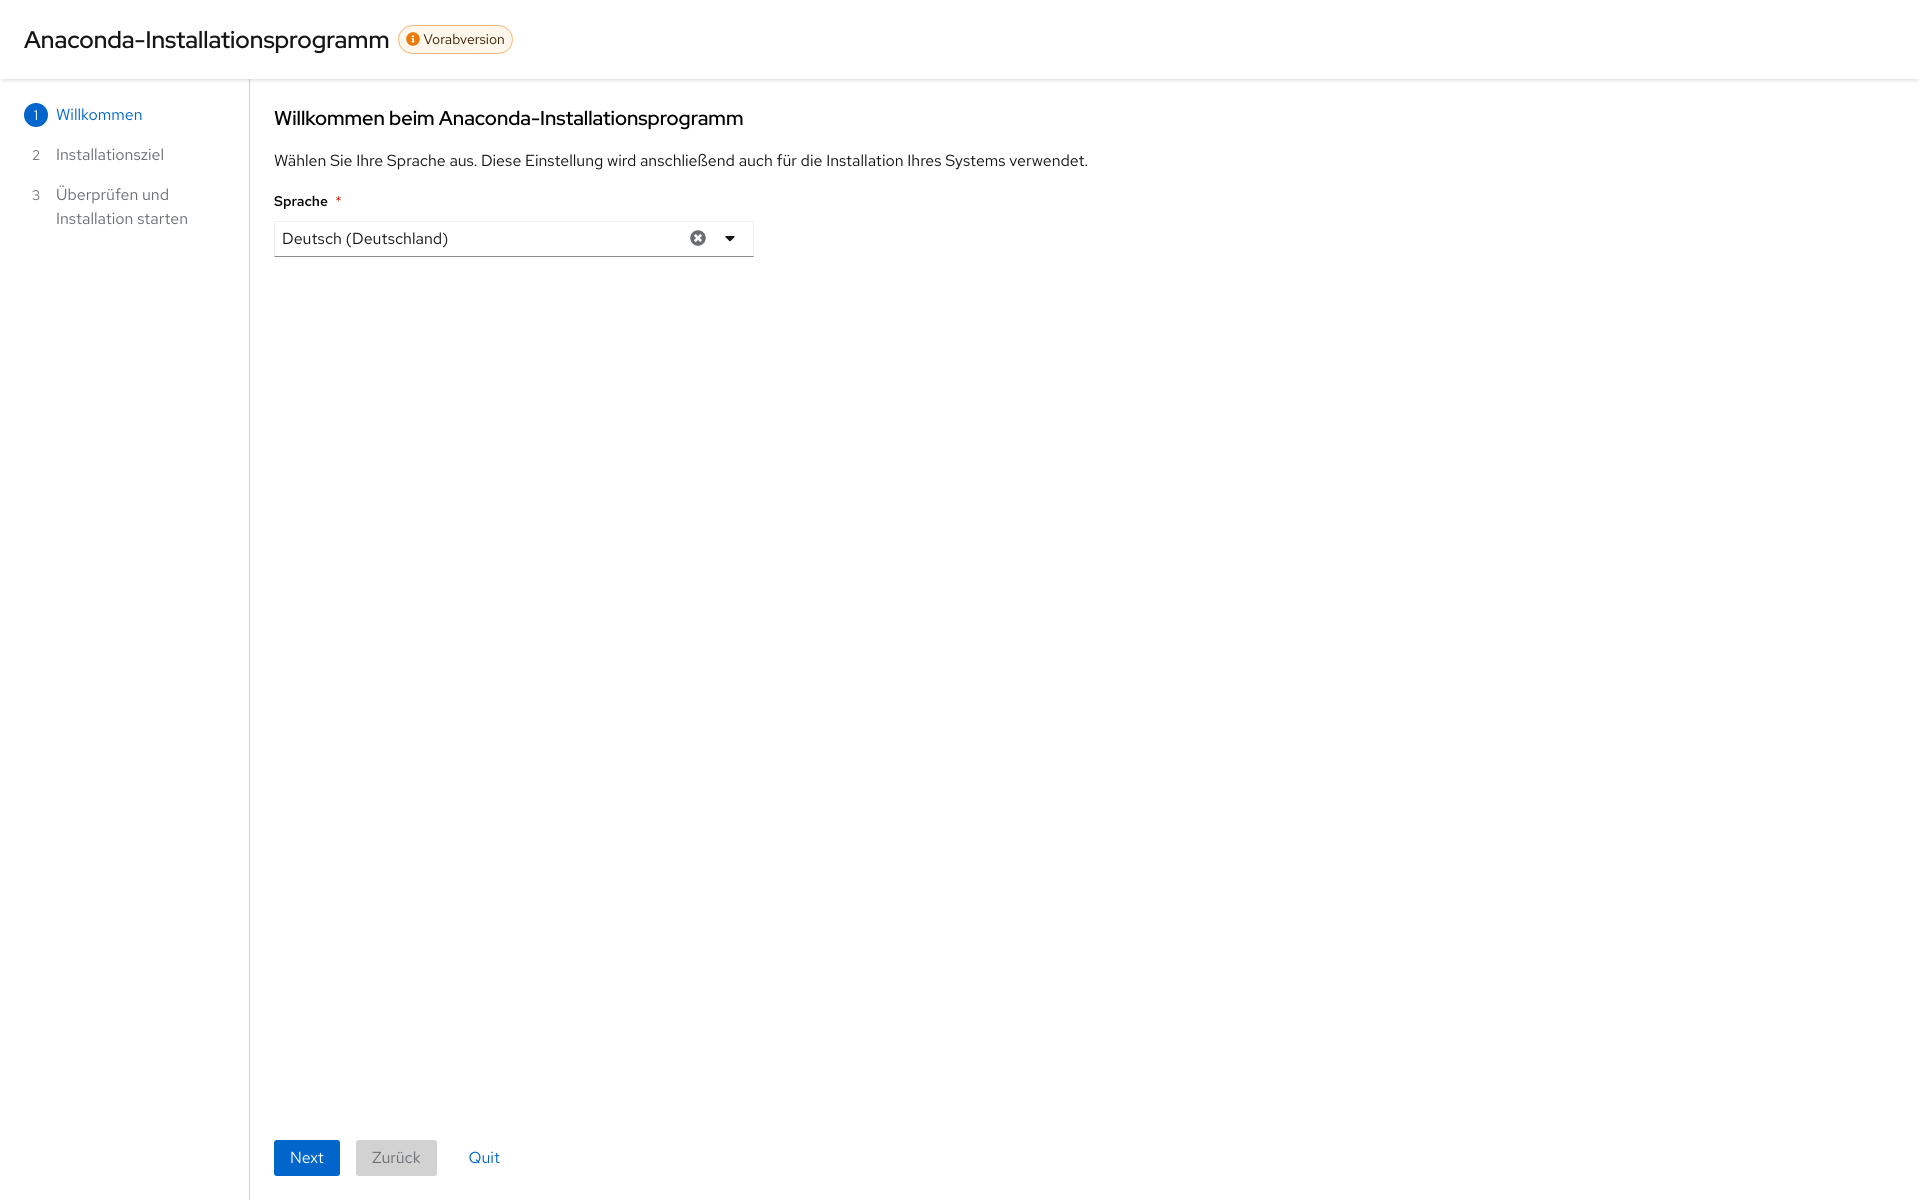 Anaconda-Installationsprogramm Vorabversion
1 Willkommen
2 Installationsziel
3 Überprüfen und
Installation starten
Willkommen beim Anaconda-Installationsprogramm
Wählen Sie Ihre Sprache aus. Diese Einstellung wird anschließend auch für die Installation Ihres Systems verwendet.
Sprache *
Deutsch (Deutschland)
Next Zurück Quit